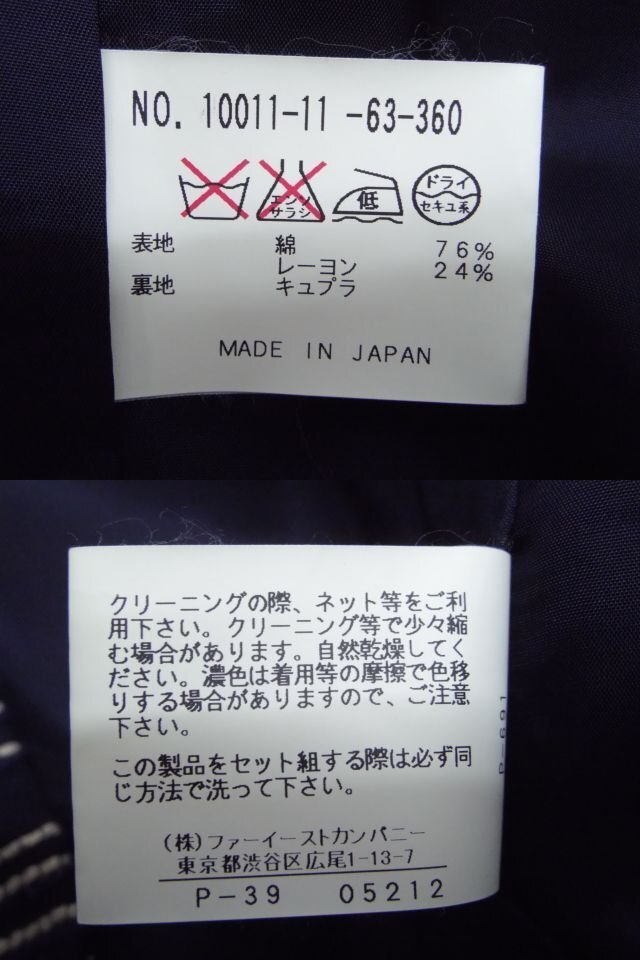 NO. 10011-11 -63-360
エンソ
サラシ
低
ドライ
セキユ系
表地 綿 76%
レーヨン 24%
裏地 キュプラ
MADE IN JAPAN
クリーニングの際、ネット等をご利
用下さい。クリーニング等で少々縮
む場合があります。自然乾燥してく
ださい。濃色は着用等の摩擦で色移
りする場合がありますので、ご注意
下さい。
この製品をセット組する際は必ず同
じ方法で洗って下さい。
(株)ファーイーストカンパニー
東京都渋谷区広尾1-13-7
P-39 05212
P-691